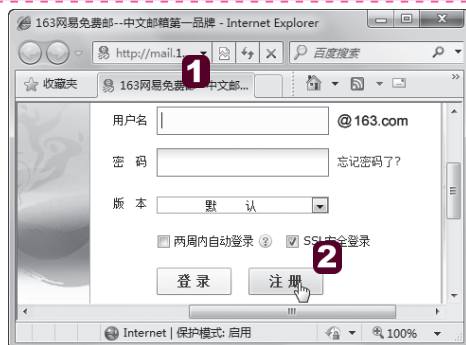 163网易免费邮--中文邮箱第一品牌 - Internet Explorer
http://mail.1 百度搜索
1
收藏夹 163网易免费 中文邮...
用户名 @163.com
密 码 忘记密码了?
版 本 默 认
两周内自动登录 ? SSL安全登录
2
登录 注册
Internet | 保护模式: 启用 100%